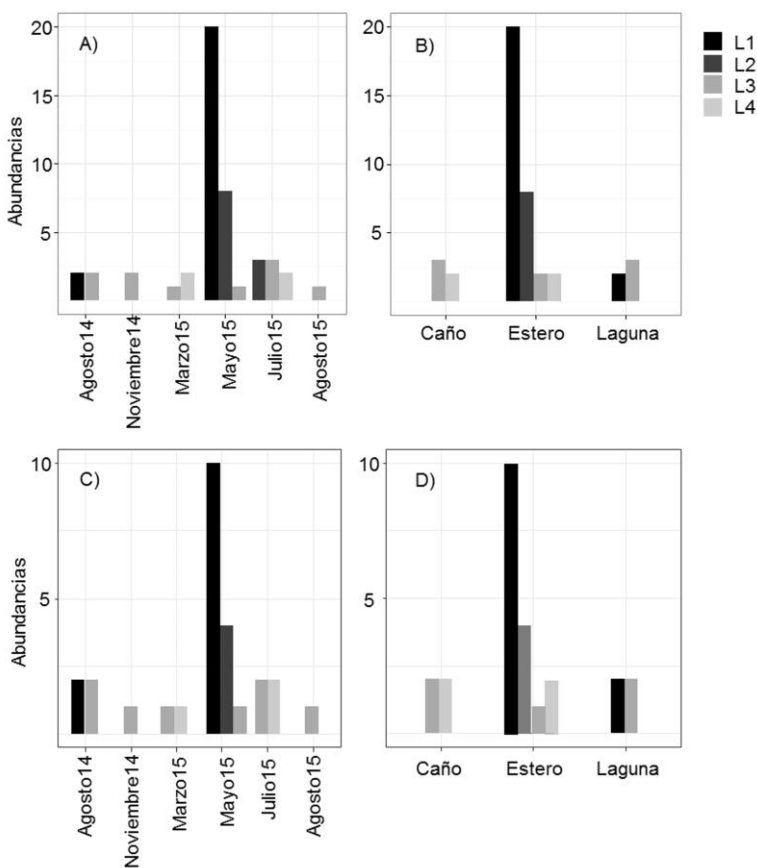 A)
Abundancias
20
15
10
5
Agosto14
Noviembre14
Marzo15
Mayo15
Julio15
Agosto15
B)
20
15
10
5
Caño
Estero
Laguna
L1
L2
L3
L4
C)
Abundancias
10
5
Agosto14
Noviembre14
Marzo15
Mayo15
Julio15
Agosto15
D)
10
5
Caño
Estero
Laguna